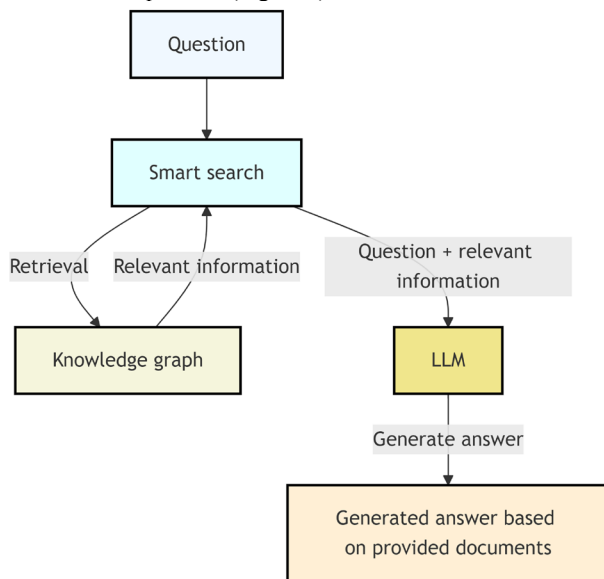 Question
Smart search
Retrieval
Relevant information
Question + relevant
information
Knowledge graph
LLM
Generate answer
Generated answer based
on provided documents